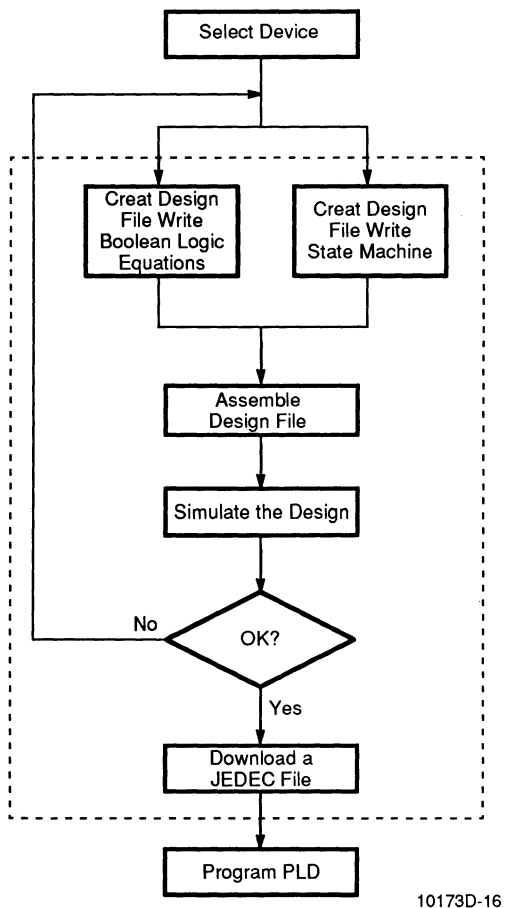 Select Device
Creat Design
File Write
Boolean Logic
Equations
Creat Design
File Write
State Machine
Assemble
Design File
Simulate the Design
No
OK?
Yes
Download a
JEDEC File
Program PLD
10173D-16